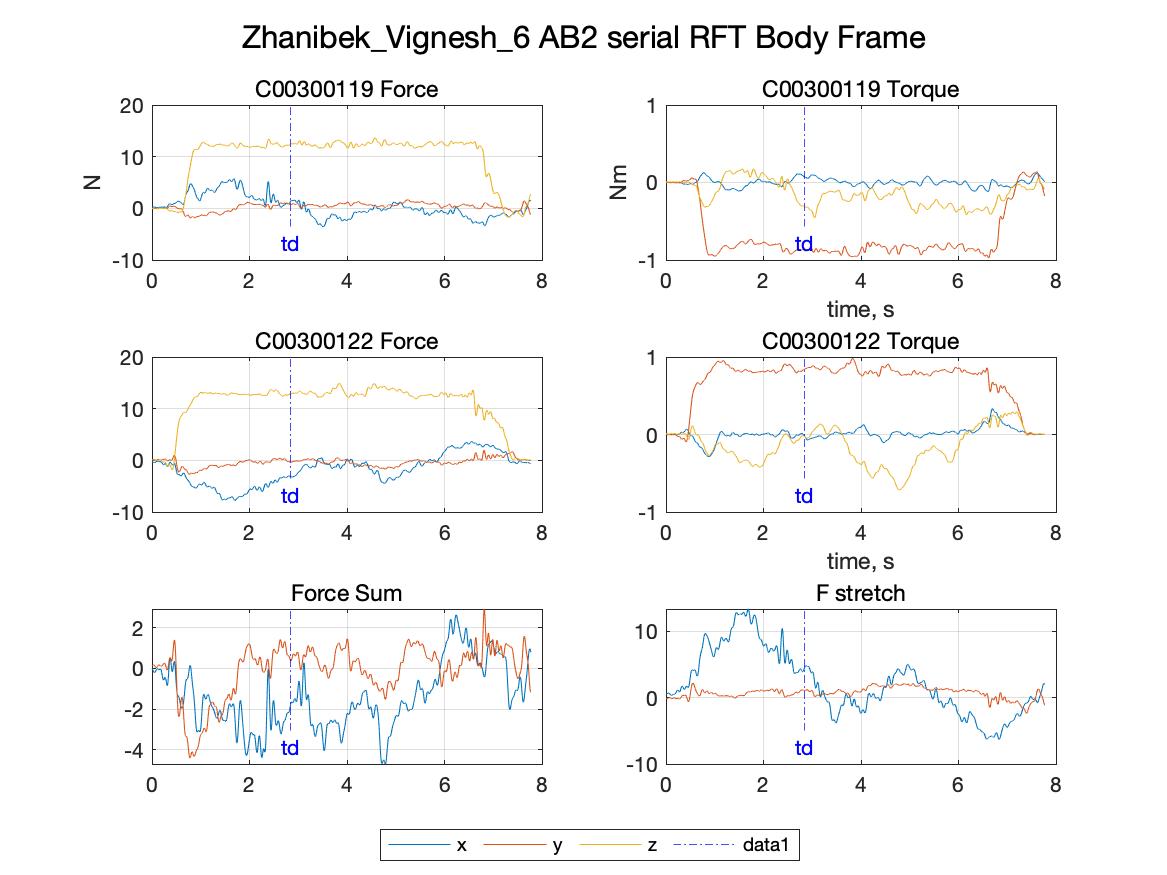 Zhanibek_Vignesh_6 AB2 serial RFT Body Frame
C00300119 Force
20
10
0
-10
N
td
0 2 4 6 8
C00300119 Torque
1
0
-1
Nm
td
0 2 4 6 8
time, s
C00300122 Force
20
10
0
-10
td
0 2 4 6 8
C00300122 Torque
1
0
-1
td
0 2 4 6 8
time, s
Force Sum
2
0
-2
-4
td
0 2 4 6 8
F stretch
10
0
-10
td
0 2 4 6 8
x y z data1